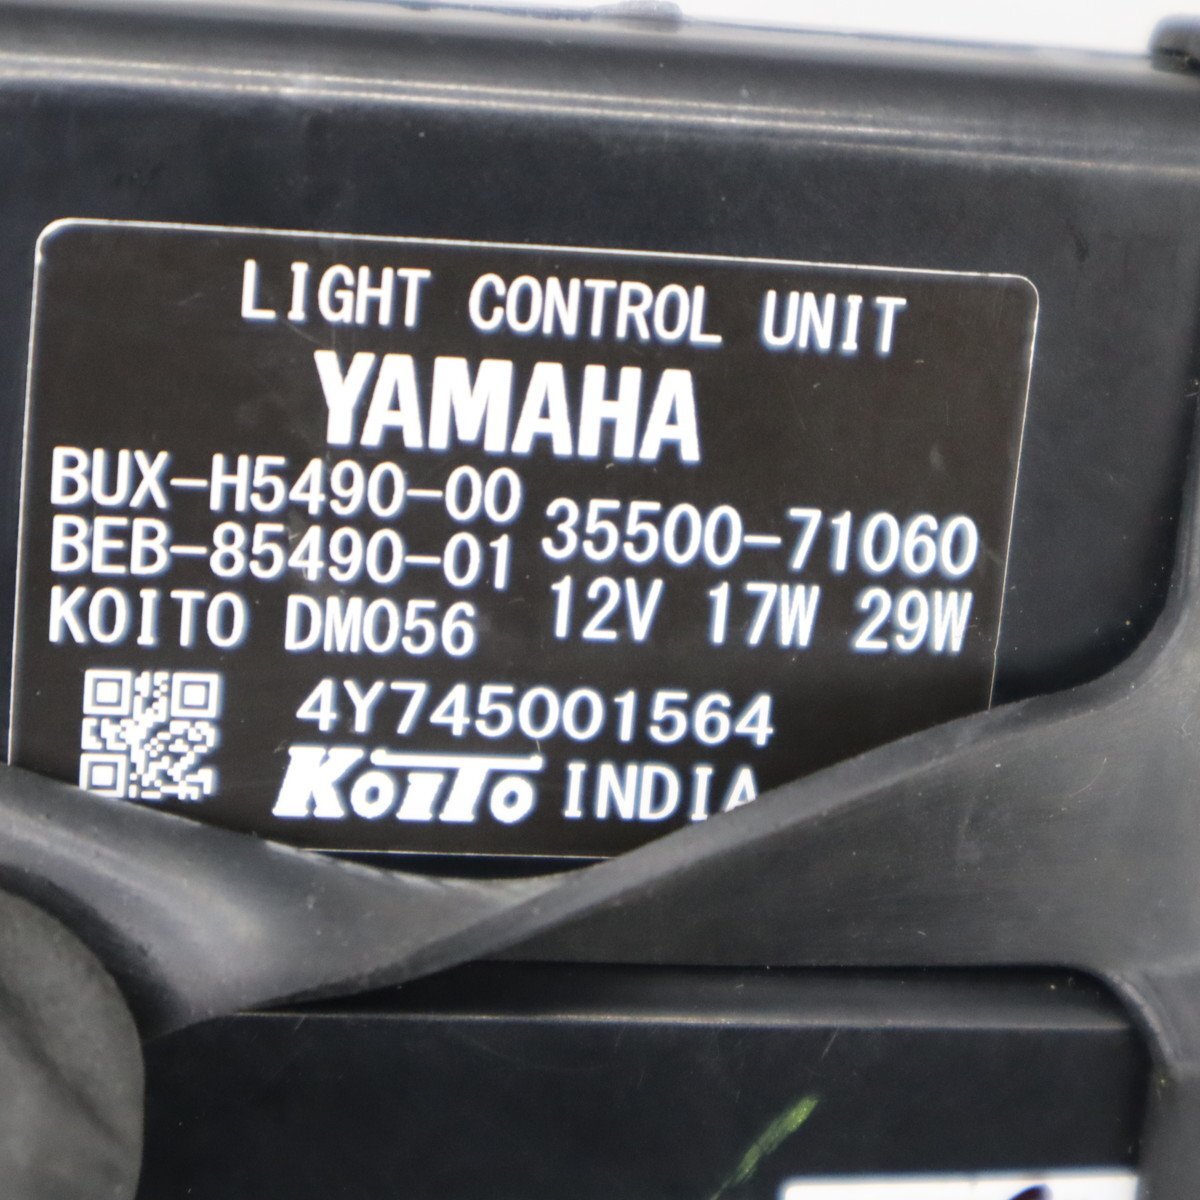 LIGHT CONTROL UNIT
YAMAHA
BUX-H5490-00
BEB-85490-01
35500-71060
KOITO DM056
12V 17W 29W
4Y745001564
KOITO INDIA